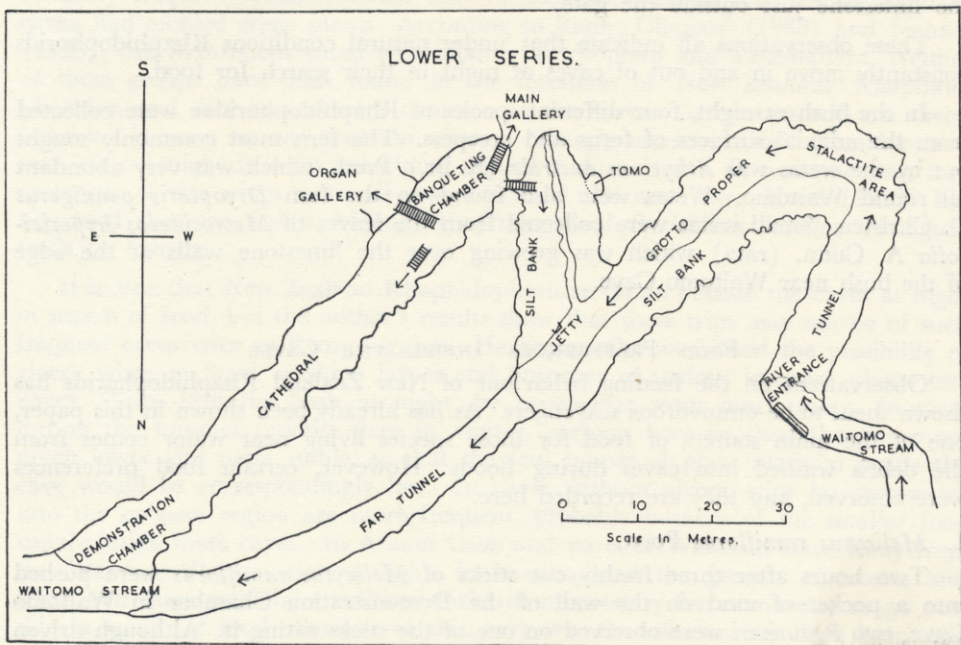 LOWER SERIES.
S
MAIN
GALLERY
ORGAN
GALLERY
BANQUETING
CHAMBER
TOMO
GROTTO PROPER
STALACTITE
AREA
E
SILT BANK
SILT BANK
JETTY
TUNNEL
RIVER
ENTRANCE
CATHEDRAL-
N
WAITOMO
STREAM
FAR TUNNEL
DEMONSTRATION
CHAMBER
0 10 20 30
Scale In Metres.
WAITOMO STREAM